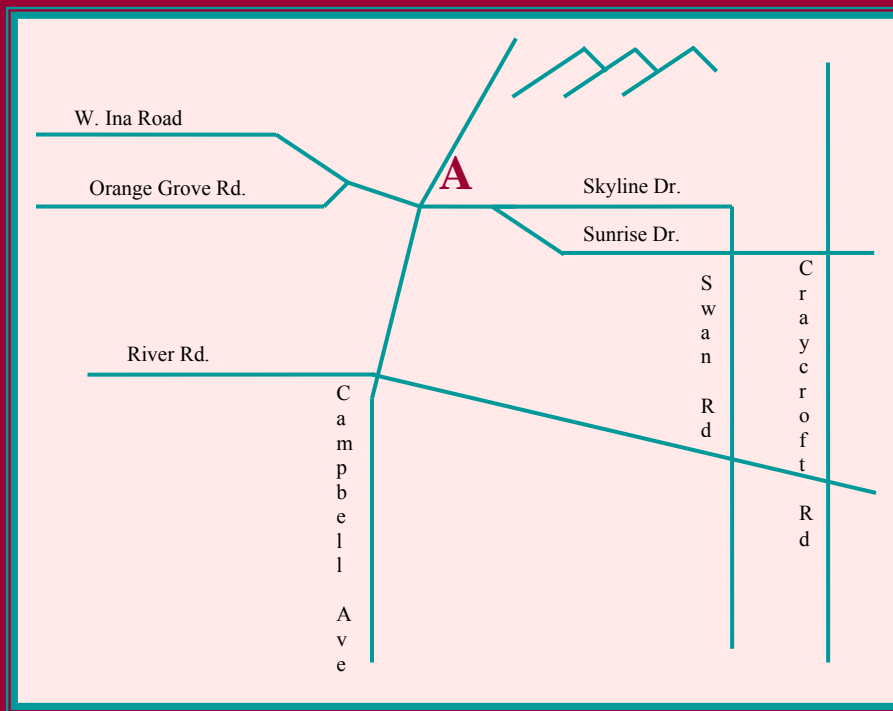 W. Ina Road
A
Orange Grove Rd.
Skyline Dr.
Sunrise Dr.
Swan Rd
Craycroft Rd
River Rd.
Campbell Ave